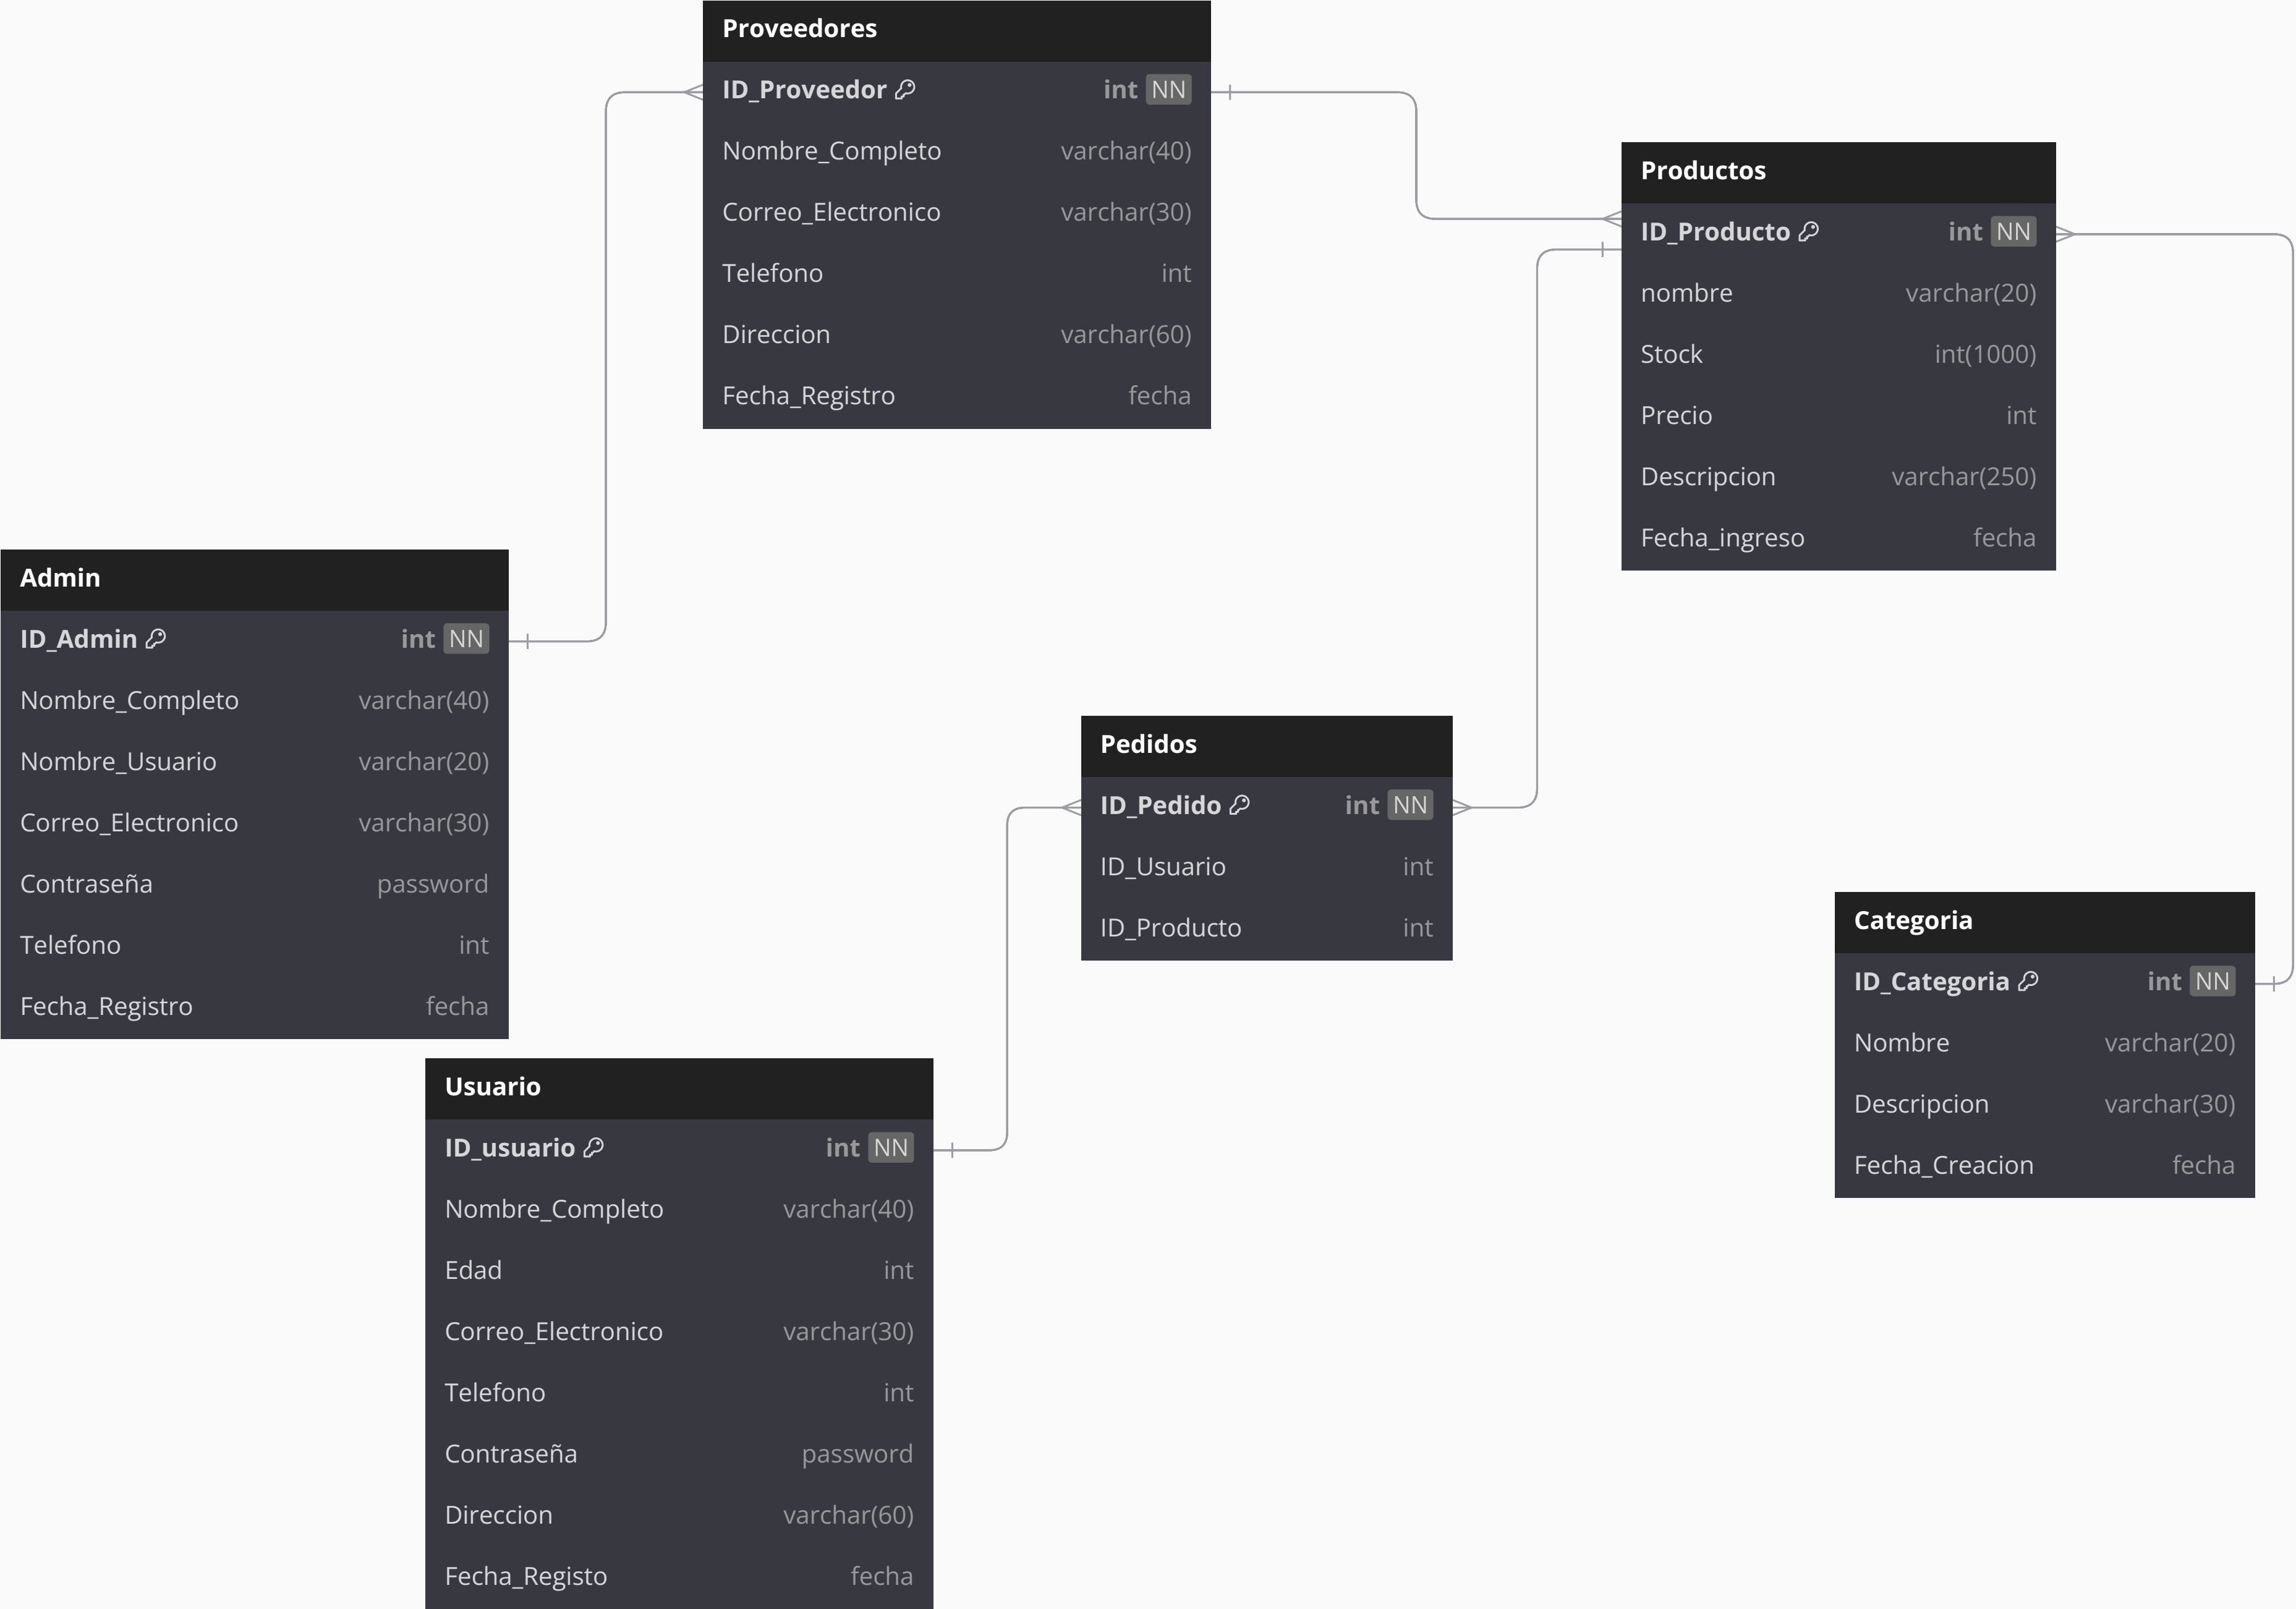 Proveedores
ID_Proveedor int NN
Nombre_Completo varchar(40)
Correo_Electronico varchar(30)
Telefono int
Direccion varchar(60)
Fecha_Registro fecha
Productos
ID_Producto int NN
nombre varchar(20)
Stock int(1000)
Precio int
Descripcion varchar(250)
Fecha_ingreso fecha
Admin
ID_Admin int NN
Nombre_Completo varchar(40)
Nombre_Usuario varchar(20)
Correo_Electronico varchar(30)
Contraseña password
Telefono int
Fecha_Registro fecha
Pedidos
ID_Pedido int NN
ID_Usuario int
ID_Producto int
Categoria
ID_Categoria int NN
Nombre varchar(20)
Descripcion varchar(30)
Fecha_Creacion fecha
Usuario
ID_usuario int NN
Nombre_Completo varchar(40)
Edad int
Correo_Electronico varchar(30)
Telefono int
Contraseña password
Direccion varchar(60)
Fecha_Registo fecha